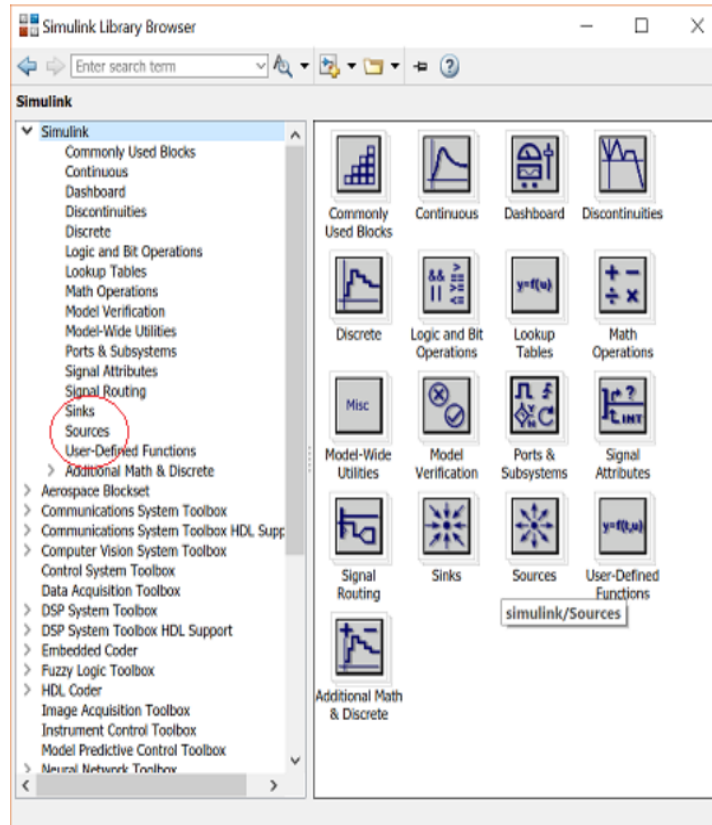 Simulink Library Browser
Enter search term
Simulink
Simulink
Commonly Used Blocks
Continuous
Dashboard
Discontinuities
Discrete
Logic and Bit Operations
Lookup Tables
Math Operations
Model Verification
Model-Wide Utilities
Ports & Subsystems
Signal Attributes
Signal Routing
Sinks
Sources
User-Defined Functions
Additional Math & Discrete
Aerospace Blockset
Communications System Toolbox
Communications System Toolbox HDL Supp
Computer Vision System Toolbox
Control System Toolbox
Data Acquisition Toolbox
DSP System Toolbox
DSP System Toolbox HDL Support
Embedded Coder
Fuzzy Logic Toolbox
HDL Coder
Image Acquisition Toolbox
Instrument Control Toolbox
Model Predictive Control Toolbox
Neural Network Toolbox
Commonly
Used Blocks
Continuous
Dashboard
Discontinuities
&& >
|| >=
<=
y=f(u)
+ −
÷ ×
Discrete
Logic and Bit
Operations
Lookup
Tables
Math
Operations
Misc
Y
N
?
INT
Model-Wide
Utilities
Model
Verification
Ports &
Subsystems
Signal
Attributes
y=f(t,u)
Signal
Routing
Sinks
Sources
User-Defined
Functions
simulink/Sources
+ −
Additional Math
& Discrete